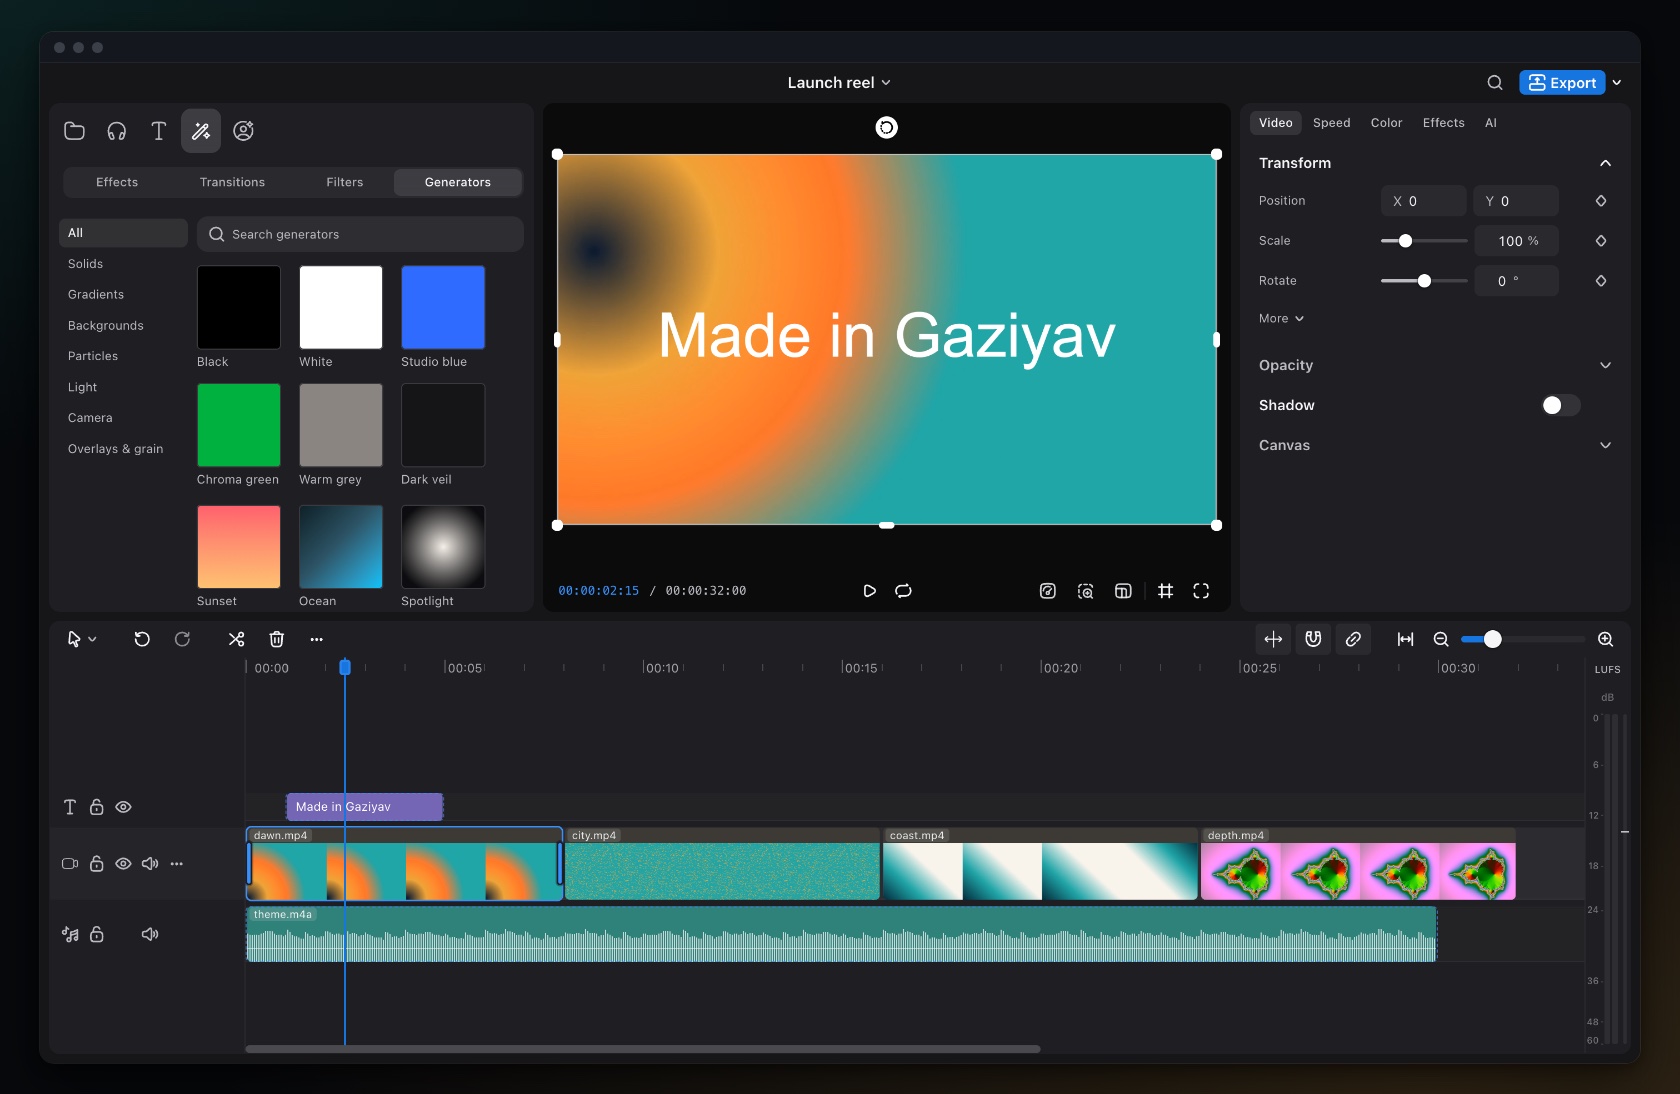 Launch reel
Export
Effects
Transitions
Filters
Generators
All
Solids
Gradients
Backgrounds
Particles
Light
Camera
Overlays & grain
Search generators
Black
White
Studio blue
Chroma green
Warm grey
Dark veil
Sunset
Ocean
Spotlight
Made in Gaziyav
00:00:02:15 / 00:00:32:00
Video
Speed
Color
Effects
AI
Transform
Position
X 0
Y 0
Scale
100 %
Rotate
0 °
More
Opacity
Shadow
Canvas
00:00
00:05
00:10
00:15
00:20
00:25
00:30
LUFS
dB
0
6
12
18
24
36
48
60
Made in Gaziyav
dawn.mp4
city.mp4
coast.mp4
depth.mp4
theme.m4a